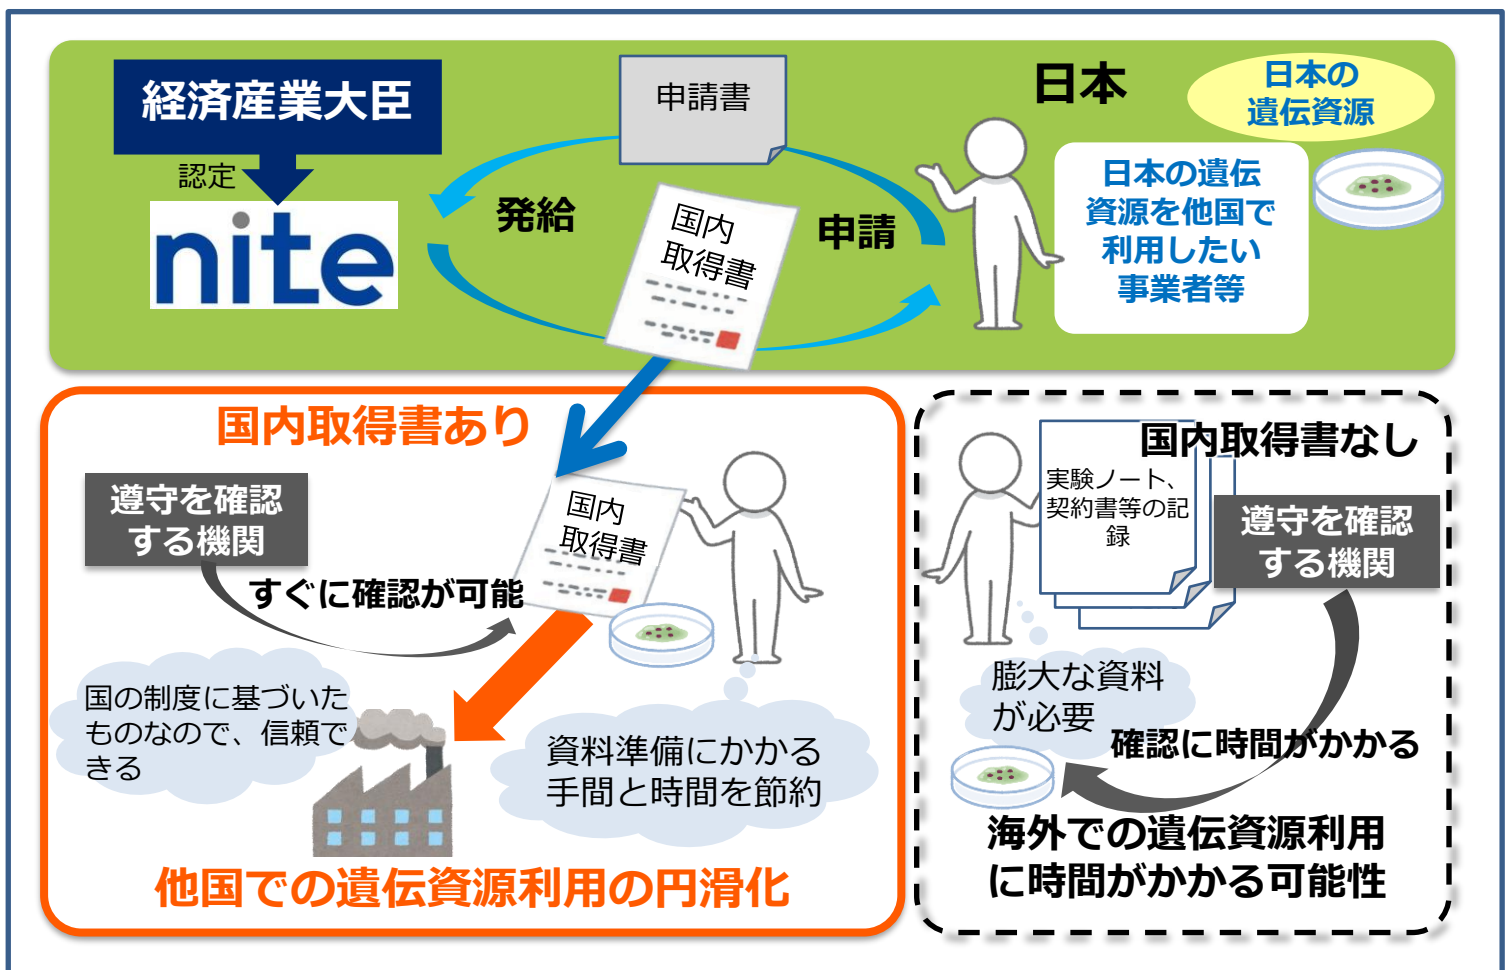 経済産業大臣
認定
nite
申請書
発給
国内
取得書
申請
日本
日本の
遺伝資源
日本の遺伝
資源を他国で
利用したい
事業者等
国内取得書あり
遵守を確認
する機関
すぐに確認が可能
国内
取得書
国の制度に基づいた
ものなので、信頼で
きる
資料準備にかかる
手間と時間を節約
他国での遺伝資源利用の円滑化
国内取得書なし
実験ノート、
契約書等の記
録
遵守を確認
する機関
膨大な資料
が必要
確認に時間がかかる
海外での遺伝資源利用
に時間がかかる可能性